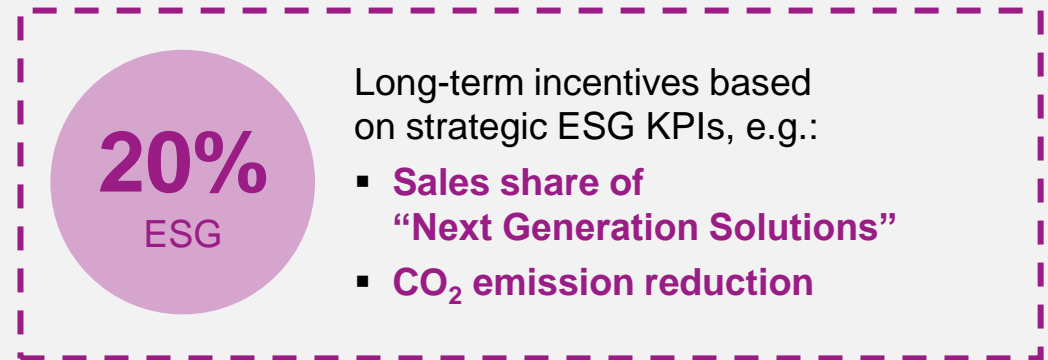 20%
ESG
Long-term incentives based
on strategic ESG KPIs, e.g.:
▪ Sales share of
“Next Generation Solutions”
▪ CO₂ emission reduction